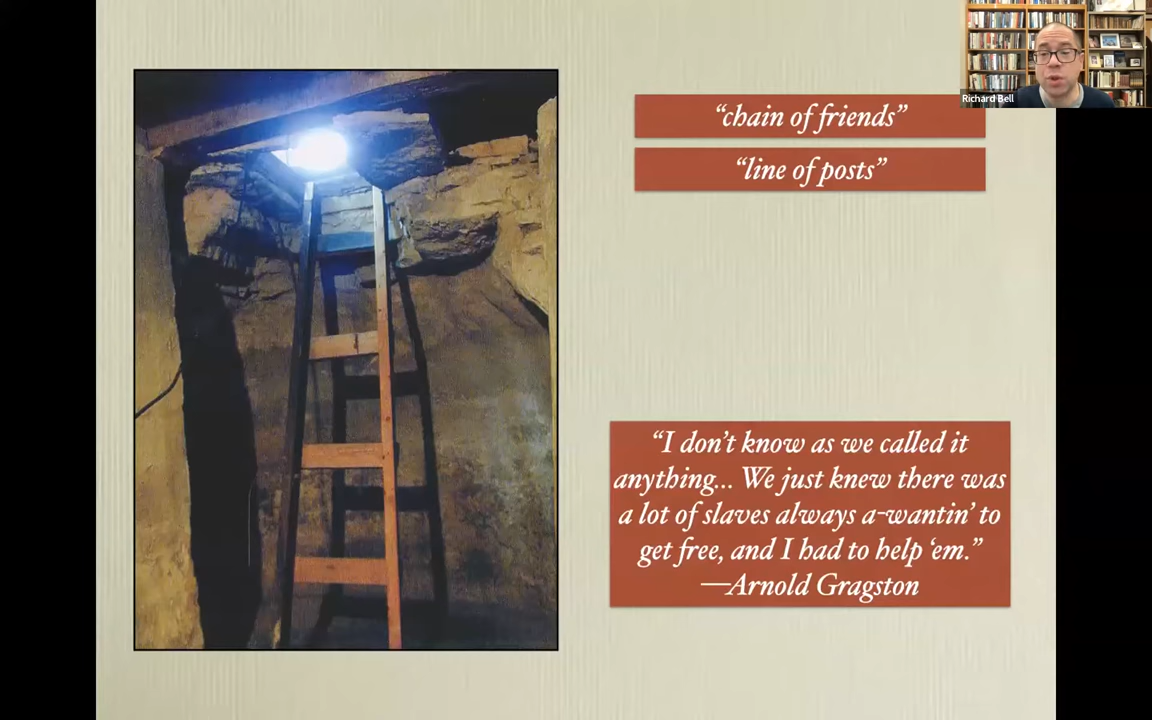 Richard Bell
“chain of friends”
“line of posts”
“I don’t know as we called it
anything... We just knew there was
a lot of slaves always a-wantin’ to
get free, and I had to help ‘em.”
—Arnold Gragston